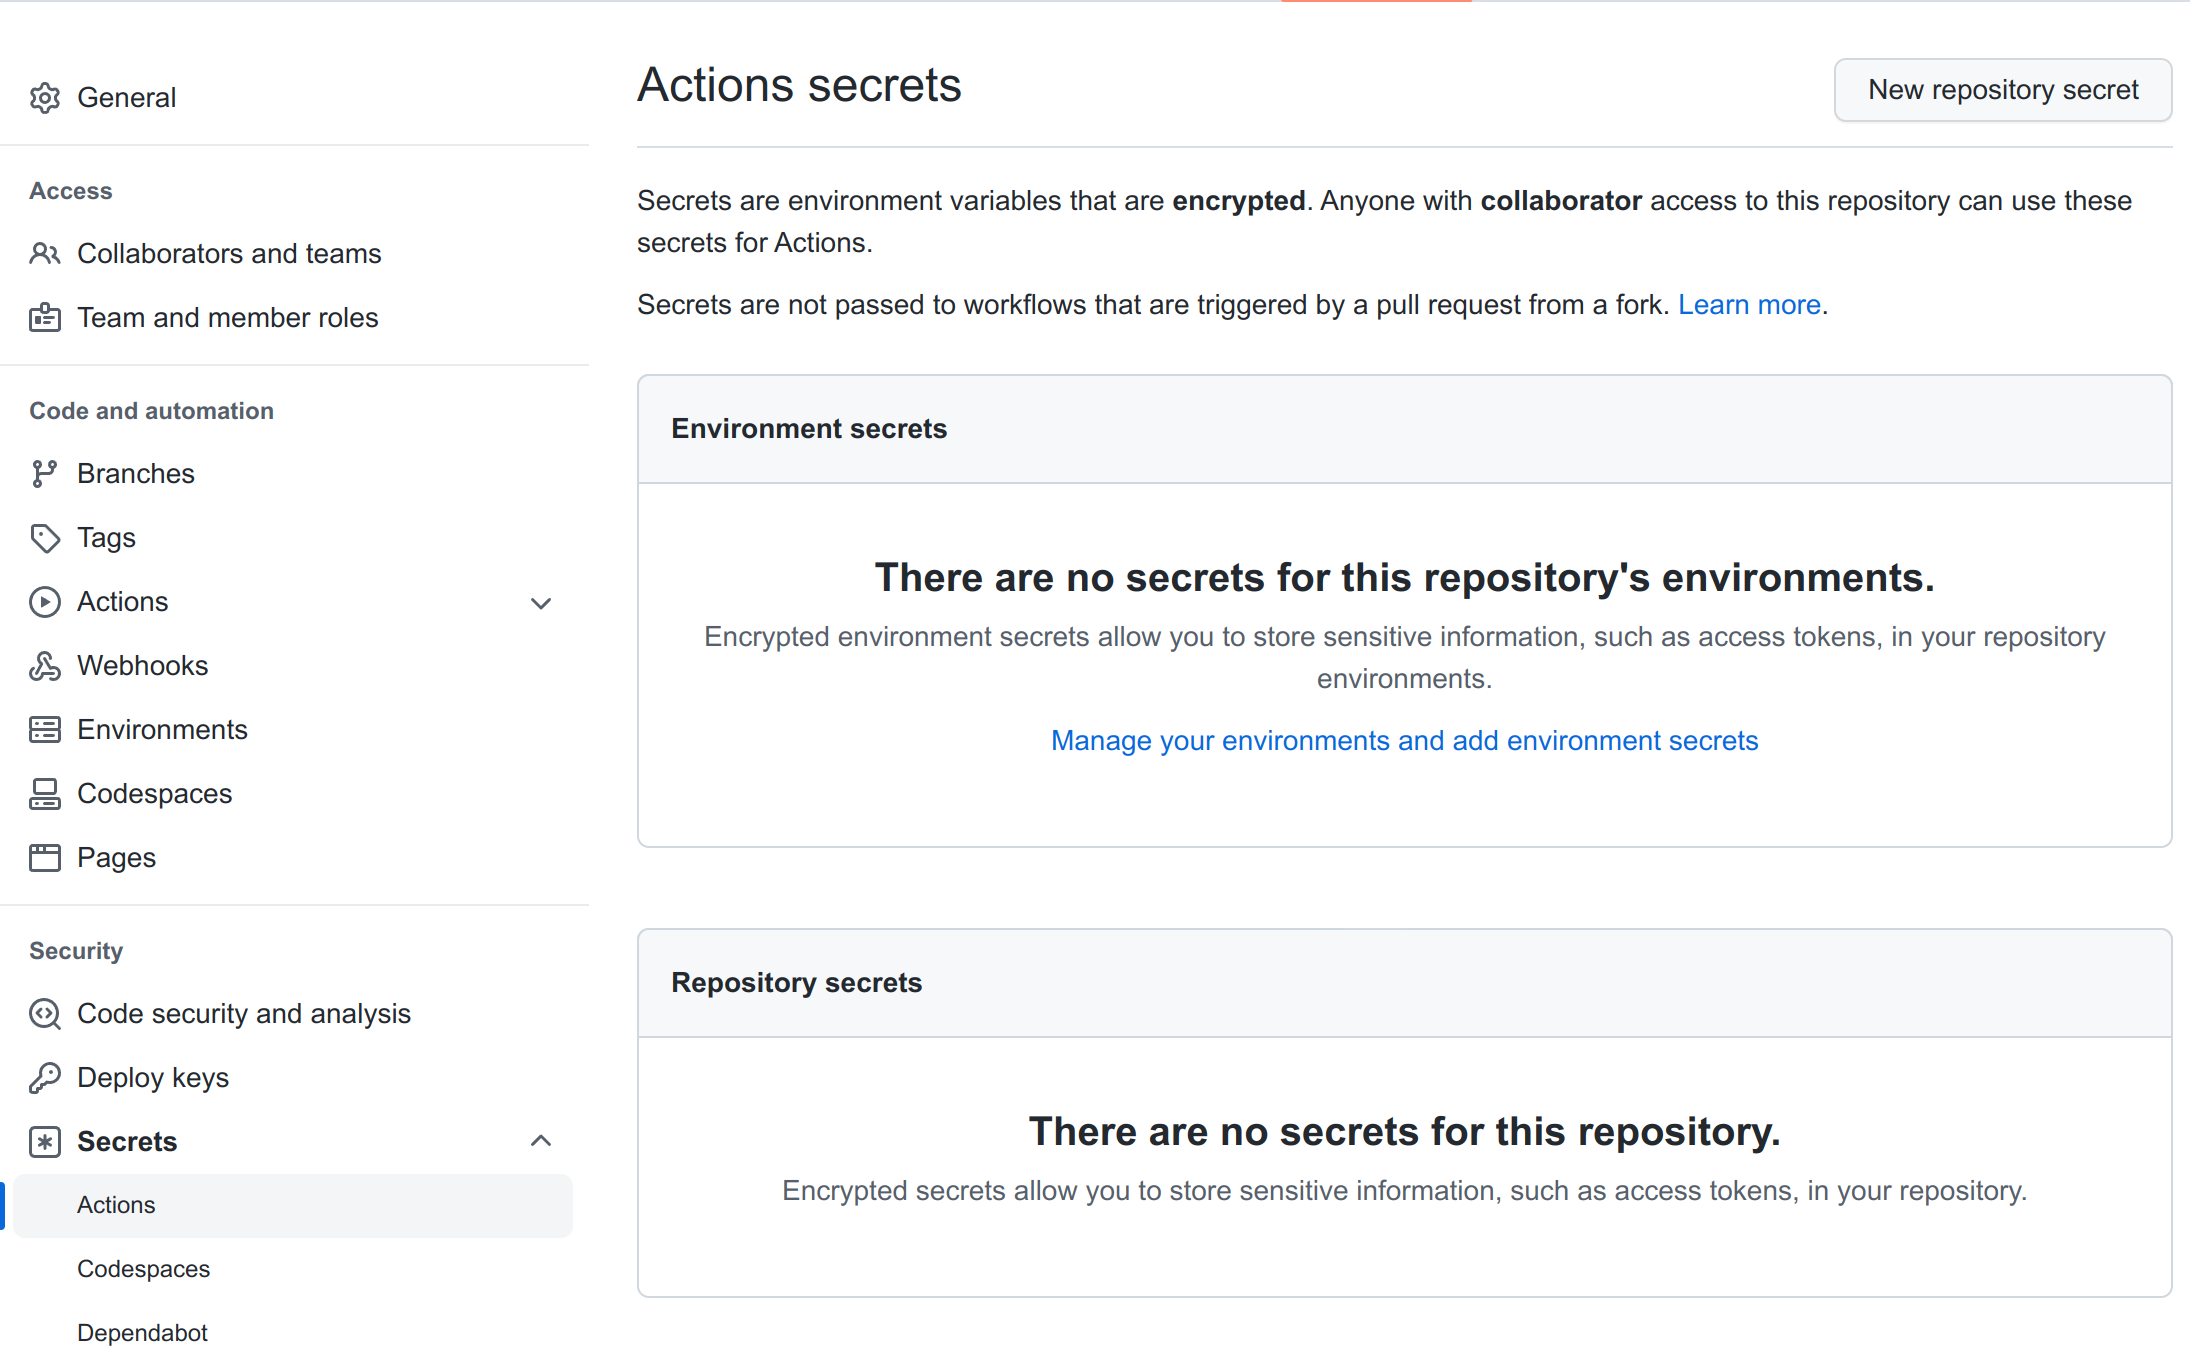 General
Access
Collaborators and teams
Team and member roles
Code and automation
Branches
Tags
Actions
Webhooks
Environments
Codespaces
Pages
Security
Code security and analysis
Deploy keys
Secrets
Actions
Codespaces
Dependabot
Actions secrets
New repository secret
Secrets are environment variables that are encrypted. Anyone with collaborator access to this repository can use these
secrets for Actions.
Secrets are not passed to workflows that are triggered by a pull request from a fork. Learn more.
Environment secrets
There are no secrets for this repository's environments.
Encrypted environment secrets allow you to store sensitive information, such as access tokens, in your repository
environments.
Manage your environments and add environment secrets
Repository secrets
There are no secrets for this repository.
Encrypted secrets allow you to store sensitive information, such as access tokens, in your repository.